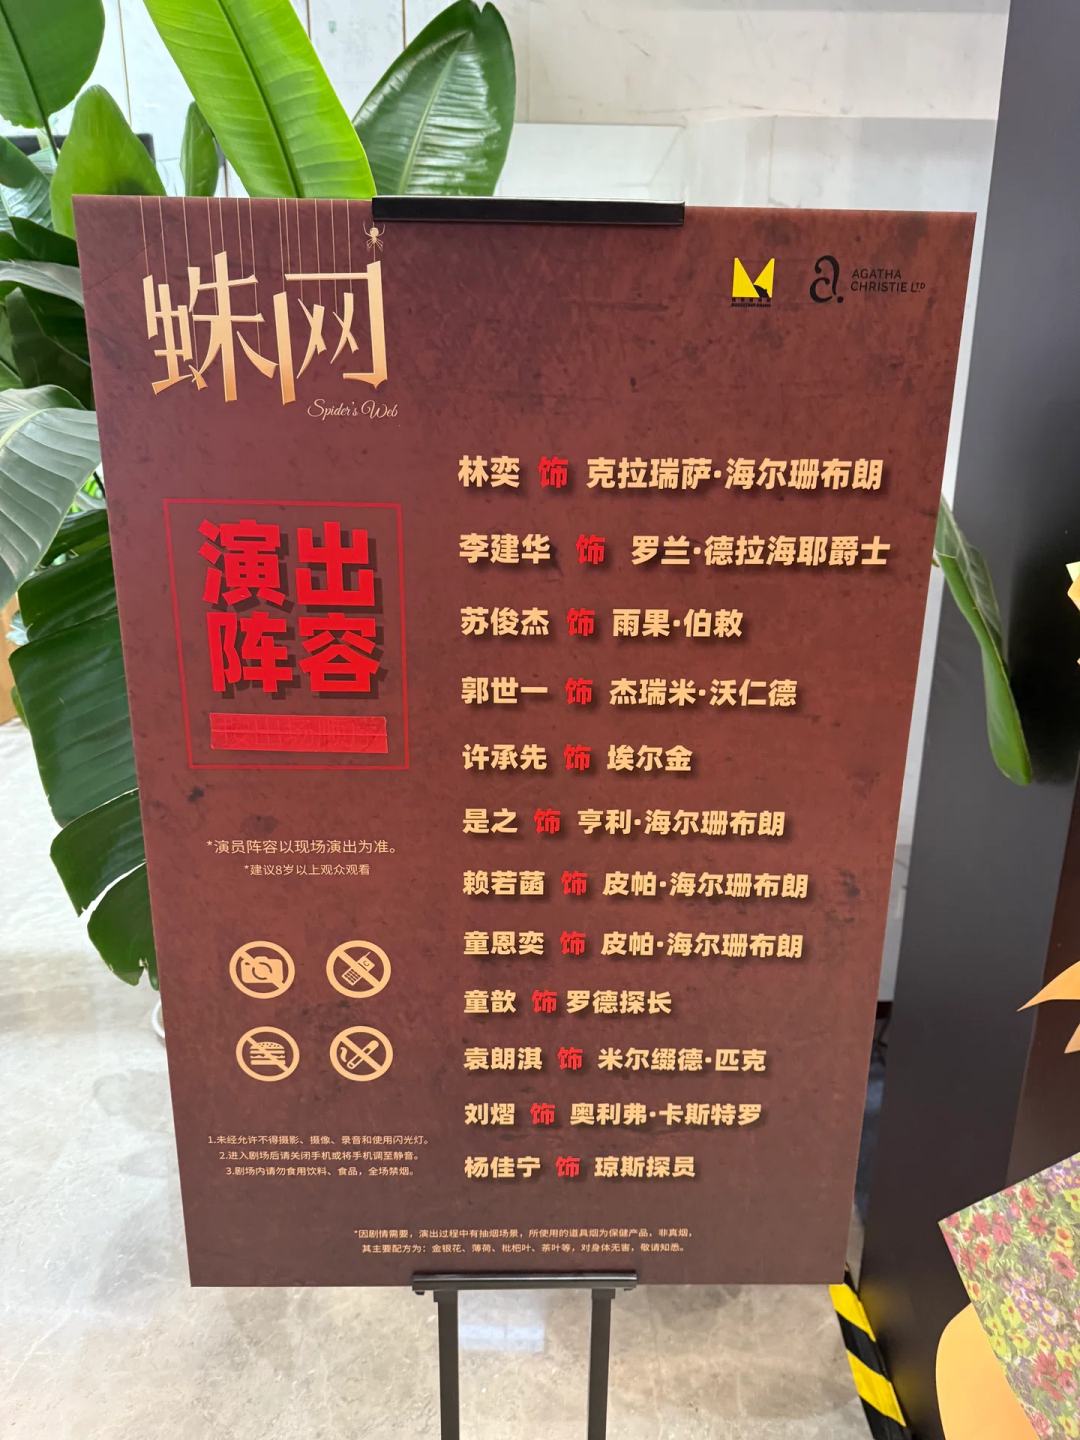 蛛网
Spider's Web
AGATHA
CHRISTIE LTD
演出
阵容
林奕 饰 克拉瑞萨·海尔珊布朗
李建华 饰 罗兰·德拉海耶爵士
苏俊杰 饰 雨果·伯敕
郭世一 饰 杰瑞米·沃仁德
许承先 饰 埃尔金
是之 饰 亨利·海尔珊布朗
赖若菡 饰 皮帕·海尔珊布朗
童恩奕 饰 皮帕·海尔珊布朗
童歆 饰 罗德探长
袁朗淇 饰 米尔缀德·匹克
刘熠 饰 奥利弗·卡斯特罗
杨佳宁 饰 琼斯探员
*演员阵容以现场演出为准。
*建议8岁以上观众观看
1.未经允许不得摄影、摄像、录音和使用闪光灯。
2.进入剧场后请关闭手机或将手机调至静音。
3.剧场内请勿食用饮料、食品，全场禁烟。
*因剧情需要，演出过程中有抽烟场景，所使用的道具烟为保健产品，非真烟，
其主要配方为：金银花、薄荷、枇杷叶、茶叶等，对身体无害，敬请知悉。